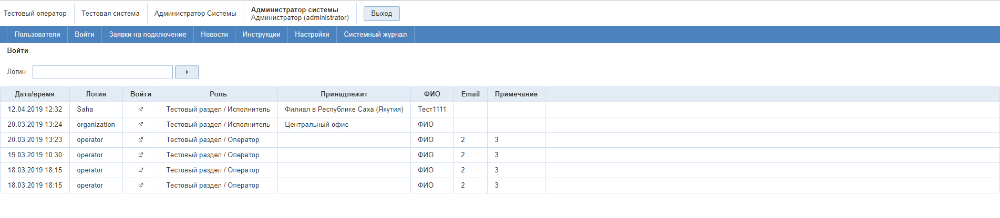 Тестовый оператор Тестовая система Администратор Системы Администратор системы Выход
Администратор (administrator)
Пользователи Войти Заявки на подключение Новости Инструкции Настройки Системный журнал
Войти
Логин
Дата/время Логин Войти Роль Принадлежит ФИО Email Примечание
12.04.2019 12:32 Saha Тестовый раздел / Исполнитель Филиал в Республике Саха (Якутия) Тест1111
20.03.2019 13:24 organization Тестовый раздел / Исполнитель Центральный офис ФИО
20.03.2019 13:23 operator Тестовый раздел / Оператор ФИО 2 3
19.03.2019 10:30 operator Тестовый раздел / Оператор ФИО 2 3
18.03.2019 18:15 operator Тестовый раздел / Оператор ФИО 2 3
18.03.2019 18:15 operator Тестовый раздел / Оператор ФИО 2 3